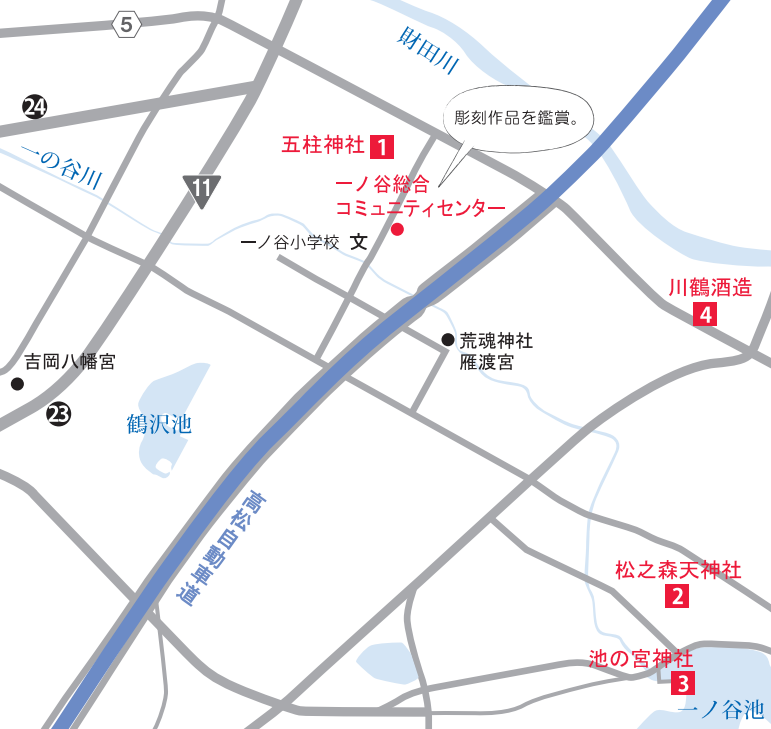 5
財田川
24
彫刻作品を鑑賞。
五柱神社 1
一の谷川
11
一ノ谷総合
コミュニティセンター
一ノ谷小学校 文
川鶴酒造
4
荒魂神社
雁渡宮
吉岡八幡宮
23
鶴沢池
高松自動車道
松之森天神社
2
池の宮神社
3
一ノ谷池